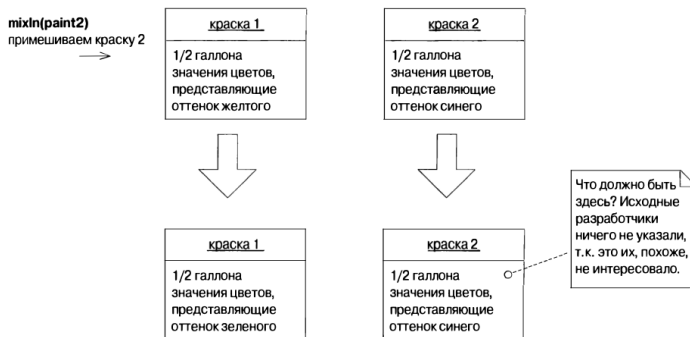 mixIn(paint2)
примешиваем краску 2
краска 1
1/2 галлона
значения цветов,
представляющие
оттенок желтого
краска 2
1/2 галлона
значения цветов,
представляющие
оттенок синего
Что должно быть
здесь? Исходные
разработчики
ничего не указали,
т.к. это их, похоже,
не интересовало.
краска 1
1/2 галлона
значения цветов,
представляющие
оттенок зеленого
краска 2
1/2 галлона
значения цветов,
представляющие
оттенок синего